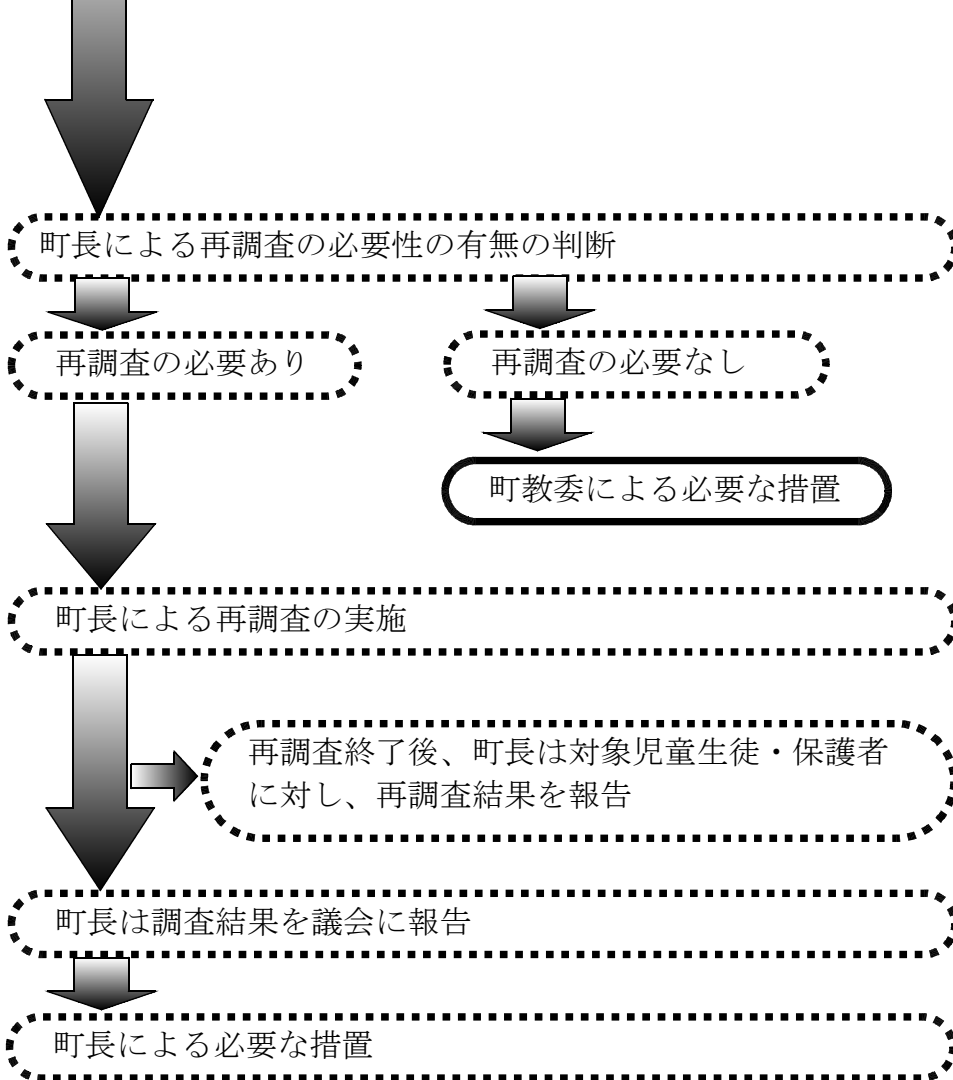 町長による再調査の必要性の有無の判断
再調査の必要あり
再調査の必要なし
町教委による必要な措置
町長による再調査の実施
再調査終了後、町長は対象児童生徒・保護者
に対し、再調査結果を報告
町長は調査結果を議会に報告
町長による必要な措置